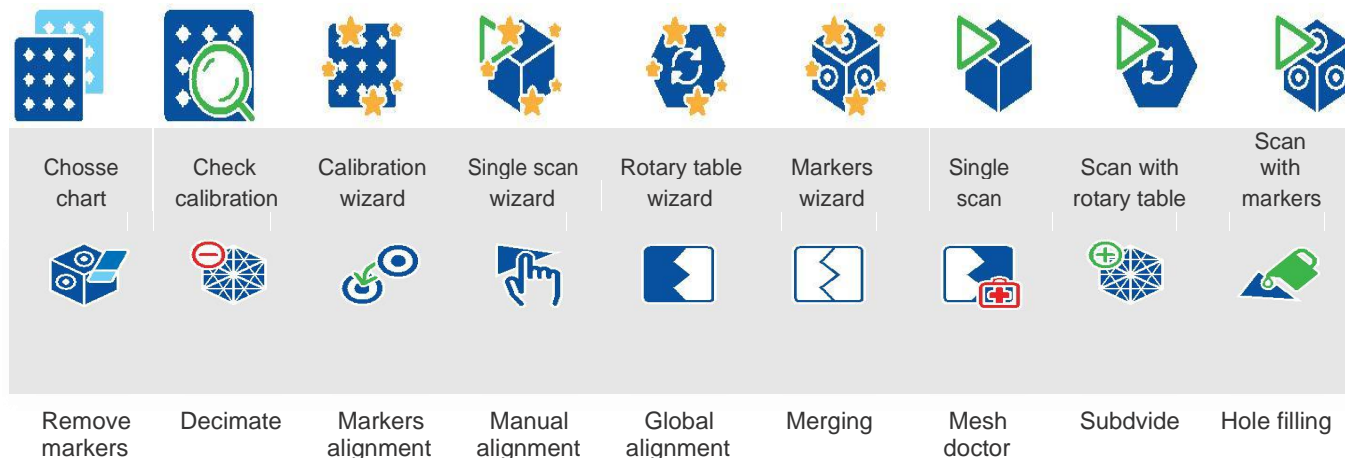 Chosse chart
Check calibration
Calibration wizard
Single scan wizard
Rotary table wizard
Markers wizard
Single scan
Scan with rotary table
Scan with markers
Remove markers
Decimate
Markers alignment
Manual alignment
Global alignment
Merging
Mesh doctor
Subdvide
Hole filling